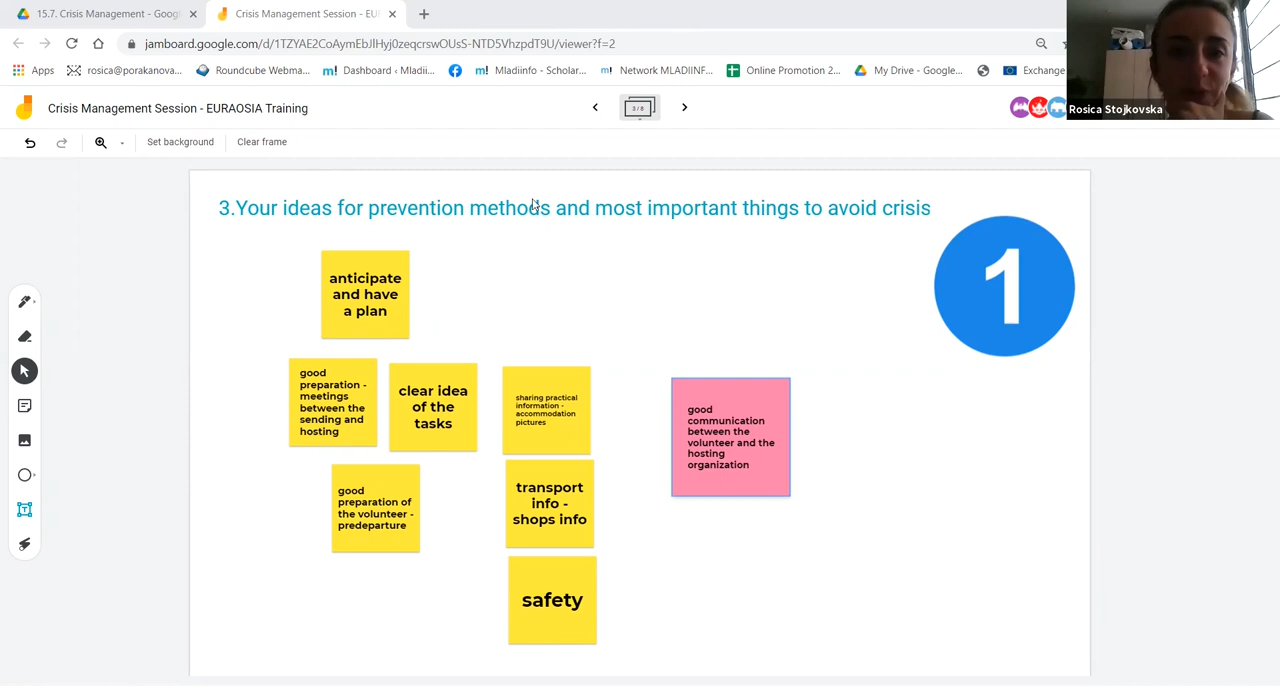 15.7. Crisis Management - Goog
Crisis Management Session - EUR
jamboard.google.com/d/1TZYAE2CoAymEbJlHyj0zeqcrswOUsS-NTD5VhzpdT9U/viewer?f=2
Apps
rosica@porakanova...
Roundcube Webma...
Dashboard ‹ Mladii...
Mladiinfo - Scholar...
Network MLADIINF...
Online Promotion 2...
My Drive - Google...
Exchange
Rosica Stojkovska
Crisis Management Session - EURAOSIA Training
3 / 8
Set background
Clear frame
3.Your ideas for prevention methods and most important things to avoid crisis
1
anticipate
and have
a plan
good
preparation -
meetings
between the
sending and
hosting
clear idea
of the
tasks
sharing practical
information -
accommodation
pictures
good
communication
between the
volunteer and the
hosting
organization
good
preparation of
the volunteer -
predeparture
transport
info -
shops info
safety